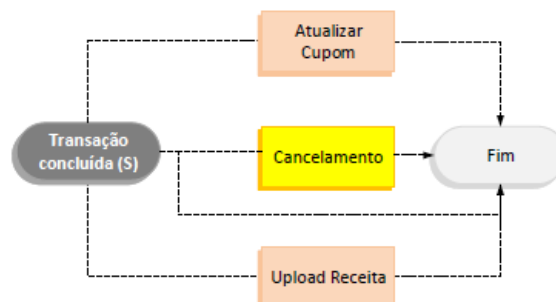 Atualizar
Cupom
Transação
concluída (S)
Cancelamento
Fim
Upload Receita